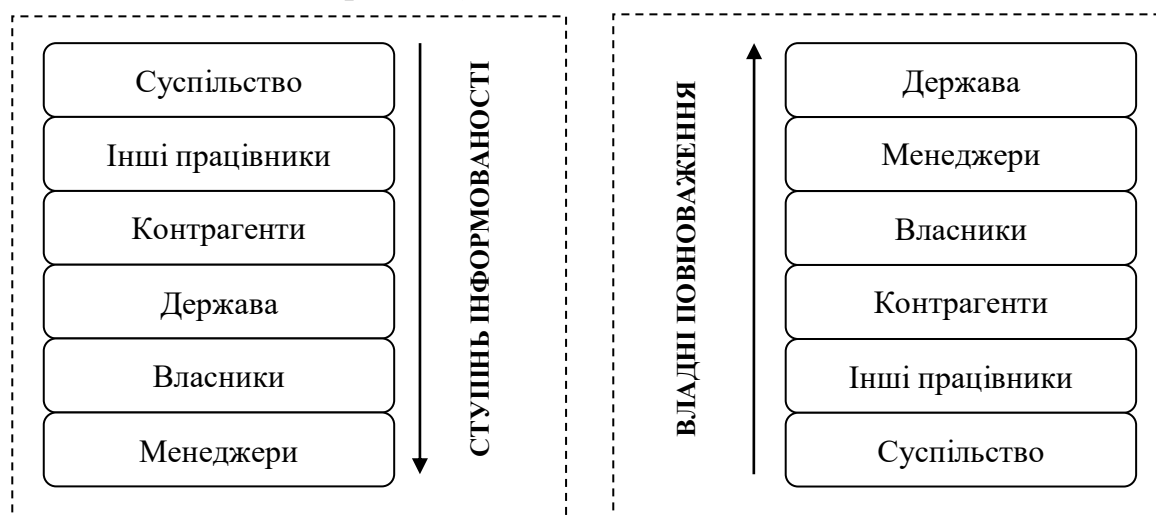 Суспільство
Інші працівники
Контрагенти
Держава
Власники
Менеджери
СТУПІНЬ ІНФОРМОВАНОСТІ
ВЛАДНІ ПОВНОВАЖЕННЯ
Держава
Менеджери
Власники
Контрагенти
Інші працівники
Суспільство